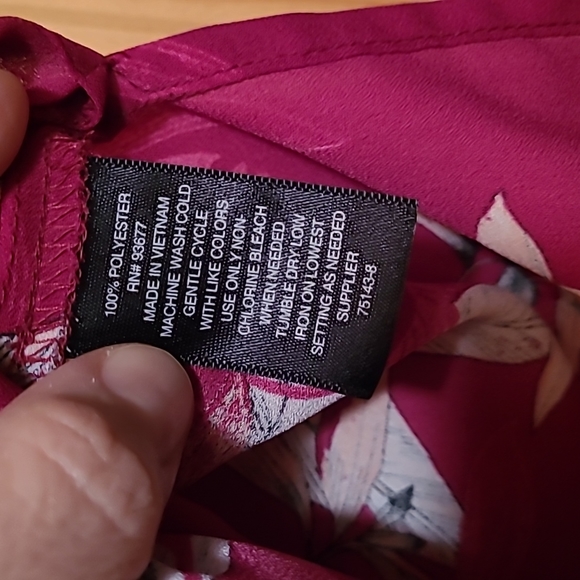 100% POLYESTER
RN# 93677
MADE IN VIETNAM
MACHINE WASH COLD
GENTLE CYCLE
WITH LIKE COLORS
USE ONLY NON-
CHLORINE BLEACH
WHEN NEEDED
TUMBLE DRY LOW
IRON ON LOWEST
SETTING AS NEEDED
SUPPLIER
75143-8